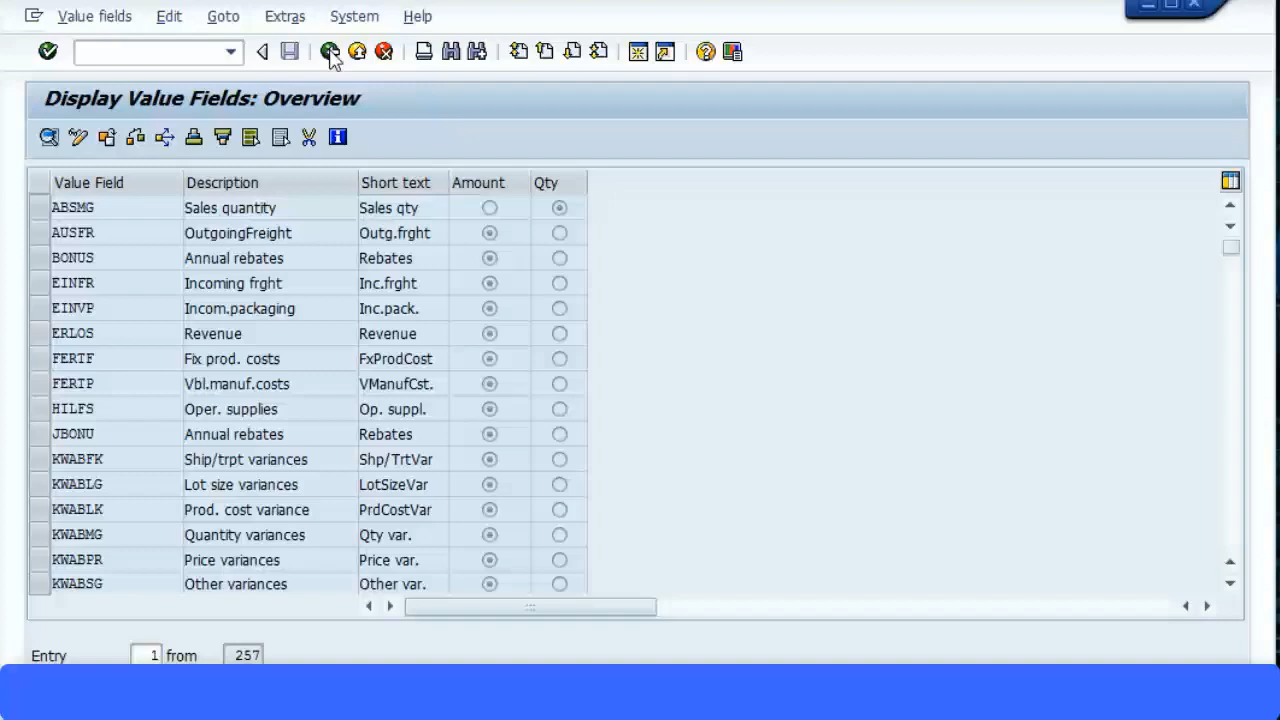 Value fields Edit Goto Extras System Help
Display Value Fields: Overview
Value Field Description Short text Amount Qty
ABSMG Sales quantity Sales qty
AUSFR OutgoingFreight Outg.frght
BONUS Annual rebates Rebates
EINFR Incoming frght Inc.frght
EINVP Incom.packaging Inc.pack.
ERLOS Revenue Revenue
FERTF Fix prod. costs FxProdCost
FERTP Vbl.manuf.costs VManufCst.
HILFS Oper. supplies Op. suppl.
JBONU Annual rebates Rebates
KWABFK Ship/trpt variances Shp/TrtVar
KWABLG Lot size variances LotSizeVar
KWABLK Prod. cost variance PrdCostVar
KWABMG Quantity variances Qty var.
KWABPR Price variances Price var.
KWABSG Other variances Other var.
Entry 1 from 257